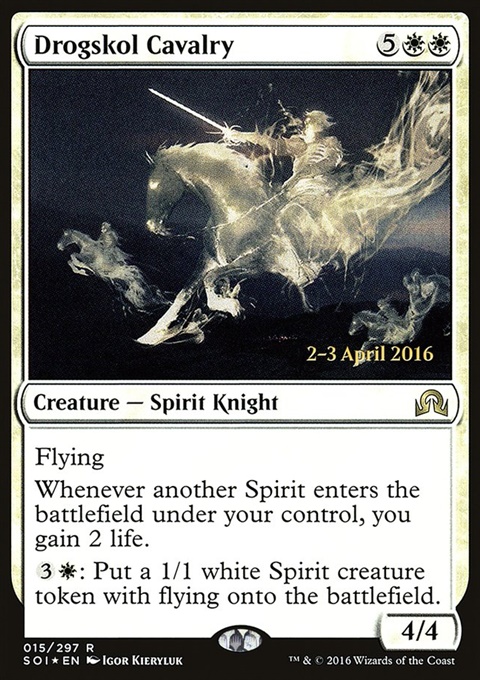 Drogskol Cavalry 5
2–3 April 2016
Creature — Spirit Knight
Flying
Whenever another Spirit enters the
battlefield under your control, you
gain 2 life.
3 : Put a 1/1 white Spirit creature
token with flying onto the battlefield.
4/4
015/297 R
SOI★EN Igor Kieryluk ™ & © 2016 Wizards of the Coast